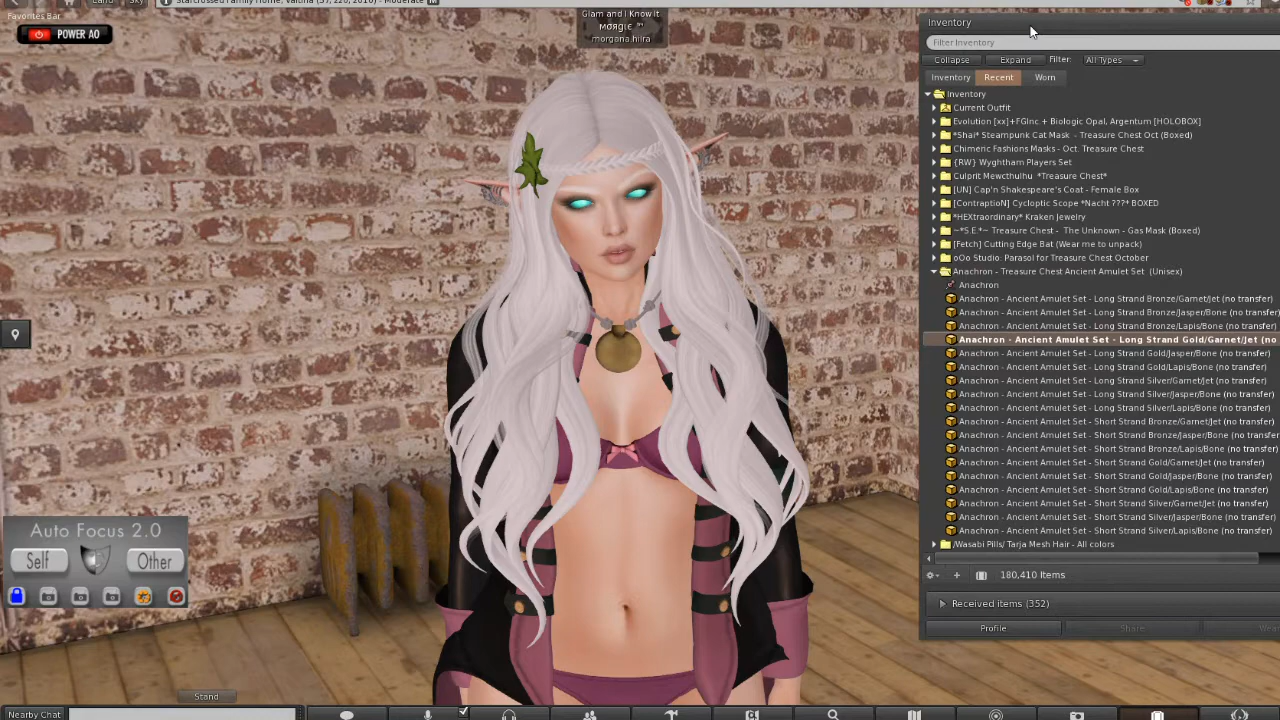 Land
Sky
Starcrossed Family Home, Valdina (57, 220, 2010) - Moderate
Favorites Bar
POWER AO
Glam and I Know It
морgιє ™
morgana.hilra
Inventory
Filter Inventory
Collapse
Expand
Filter:
All Types
Inventory
Recent
Worn
Inventory
Current Outfit
Evolution [xx]+FGInc.+ Biologic Opal, Argentum [HOLOBOX]
*Shai* Steampunk Cat Mask - Treasure Chest Oct (Boxed)
Chimeric Fashions Masks - Oct. Treasure Chest
{RW} Wyghtham Players Set
Culprit Mewcthulhu *Treasure Chest*
[UN] Cap'n Shakespeare's Coat - Female Box
[ContraptioN] Cycloptic Scope *Nacht ???* BOXED
*HEXtraordinary* Kraken Jewelry
~*S.E.*~ Treasure Chest - The Unknown - Gas Mask (Boxed)
[Fetch] Cutting Edge Bat (Wear me to unpack)
oOo Studio: Parasol for Treasure Chest October
Anachron - Treasure Chest Ancient Amulet Set (Unisex)
Anachron
Anachron - Ancient Amulet Set - Long Strand Bronze/Garnet/Jet (no transfer)
Anachron - Ancient Amulet Set - Long Strand Bronze/Jasper/Bone (no transfer)
Anachron - Ancient Amulet Set - Long Strand Bronze/Lapis/Bone (no transfer)
Anachron - Ancient Amulet Set - Long Strand Gold/Garnet/Jet (no
Anachron - Ancient Amulet Set - Long Strand Gold/Jasper/Bone (no transfer)
Anachron - Ancient Amulet Set - Long Strand Gold/Lapis/Bone (no transfer)
Anachron - Ancient Amulet Set - Long Strand Silver/Garnet/Jet (no transfer)
Anachron - Ancient Amulet Set - Long Strand Silver/Jasper/Bone (no transfer)
Anachron - Ancient Amulet Set - Long Strand Silver/Lapis/Bone (no transfer)
Anachron - Ancient Amulet Set - Short Strand Bronze/Garnet/Jet (no transfer)
Anachron - Ancient Amulet Set - Short Strand Bronze/Jasper/Bone (no transfer)
Anachron - Ancient Amulet Set - Short Strand Bronze/Lapis/Bone (no transfer)
Anachron - Ancient Amulet Set - Short Strand Gold/Garnet/Jet (no transfer)
Anachron - Ancient Amulet Set - Short Strand Gold/Jasper/Bone (no transfer)
Anachron - Ancient Amulet Set - Short Strand Gold/Lapis/Bone (no transfer)
Anachron - Ancient Amulet Set - Short Strand Silver/Garnet/Jet (no transfer)
Anachron - Ancient Amulet Set - Short Strand Silver/Jasper/Bone (no transfer)
Anachron - Ancient Amulet Set - Short Strand Silver/Lapis/Bone (no transfer)
/Wasabi Pills/ Tarja Mesh Hair - All colors
180,410 Items
Received items (352)
Profile
Share
Auto Focus 2.0
Self
Other
Stand
Nearby Chat